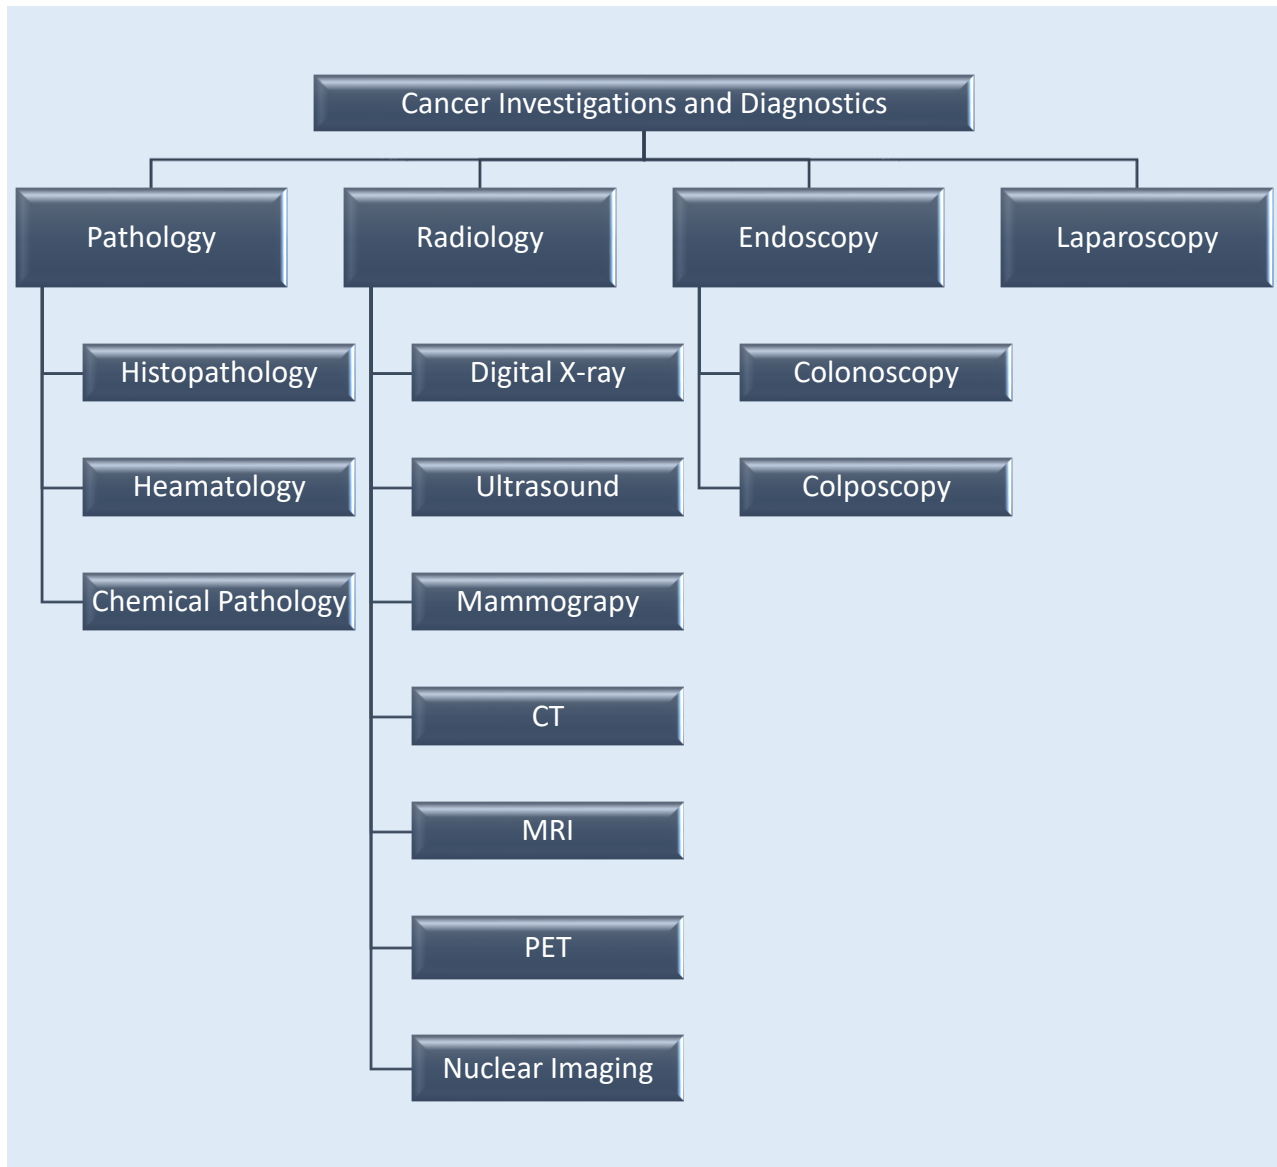 Cancer Investigations and Diagnostics
Pathology
Radiology
Endoscopy
Laparoscopy
Histopathology
Heamatology
Chemical Pathology
Digital X-ray
Ultrasound
Mammograpy
CT
MRI
PET
Nuclear Imaging
Colonoscopy
Colposcopy